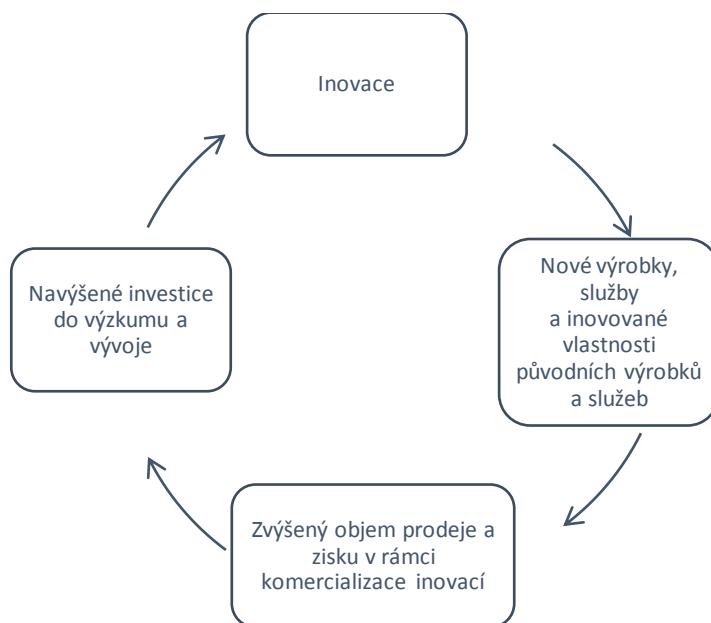 Inovace
Nové výrobky,
služby
a inovované
vlastnosti
původních výrobků
a služeb
Zvýšený objem prodeje a
zisku v rámci
komercializace inovací
Navýšené investice
do výzkumu a
vývoje